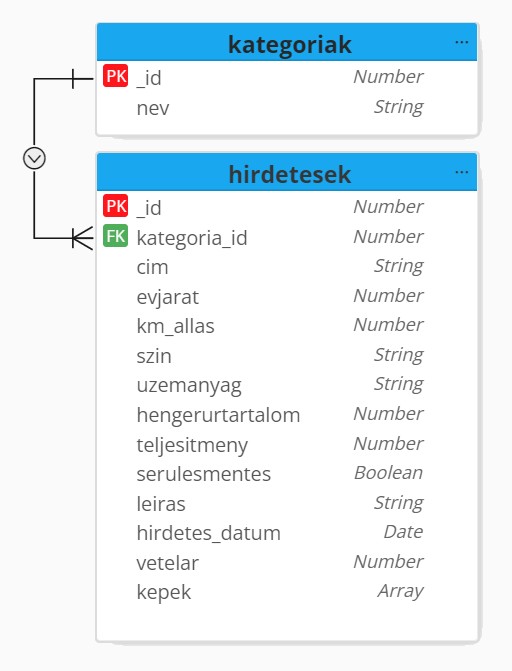 kategoriak ...
PK _id Number
nev String
hirdetesek ...
PK _id Number
FK kategoria_id Number
cim String
evjarat Number
km_allas Number
szin String
uzemanyag String
hengerurtartalom Number
teljesitmeny Number
serulesmentes Boolean
leiras String
hirdetes_datum Date
vetelar Number
kepek Array